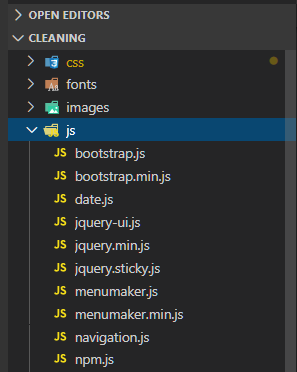 OPEN EDITORS
CLEANING
css
fonts
images
js
JS bootstrap.js
JS bootstrap.min.js
JS date.js
JS jquery-ui.js
JS jquery.min.js
JS jquery.sticky.js
JS menumaker.js
JS menumaker.min.js
JS navigation.js
JS npm.js